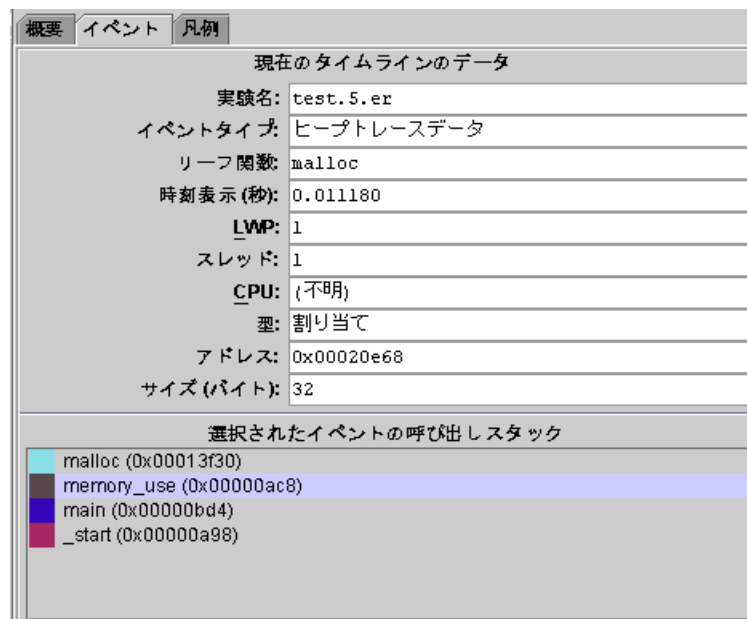 概要 イベント 凡例
現在のタイムラインのデータ
実験名: test.5.er
イベントタイプ: ヒープトレースデータ
リーフ関数: malloc
時刻表示(秒): 0.011180
LWP: 1
スレッド: 1
CPU: (不明)
型: 割り当て
アドレス: 0x00020e68
サイズ(バイト): 32
選択されたイベントの呼び出しスタック
malloc (0x00013f30)
memory_use (0x00000ac8)
main (0x00000bd4)
_start (0x00000a98)